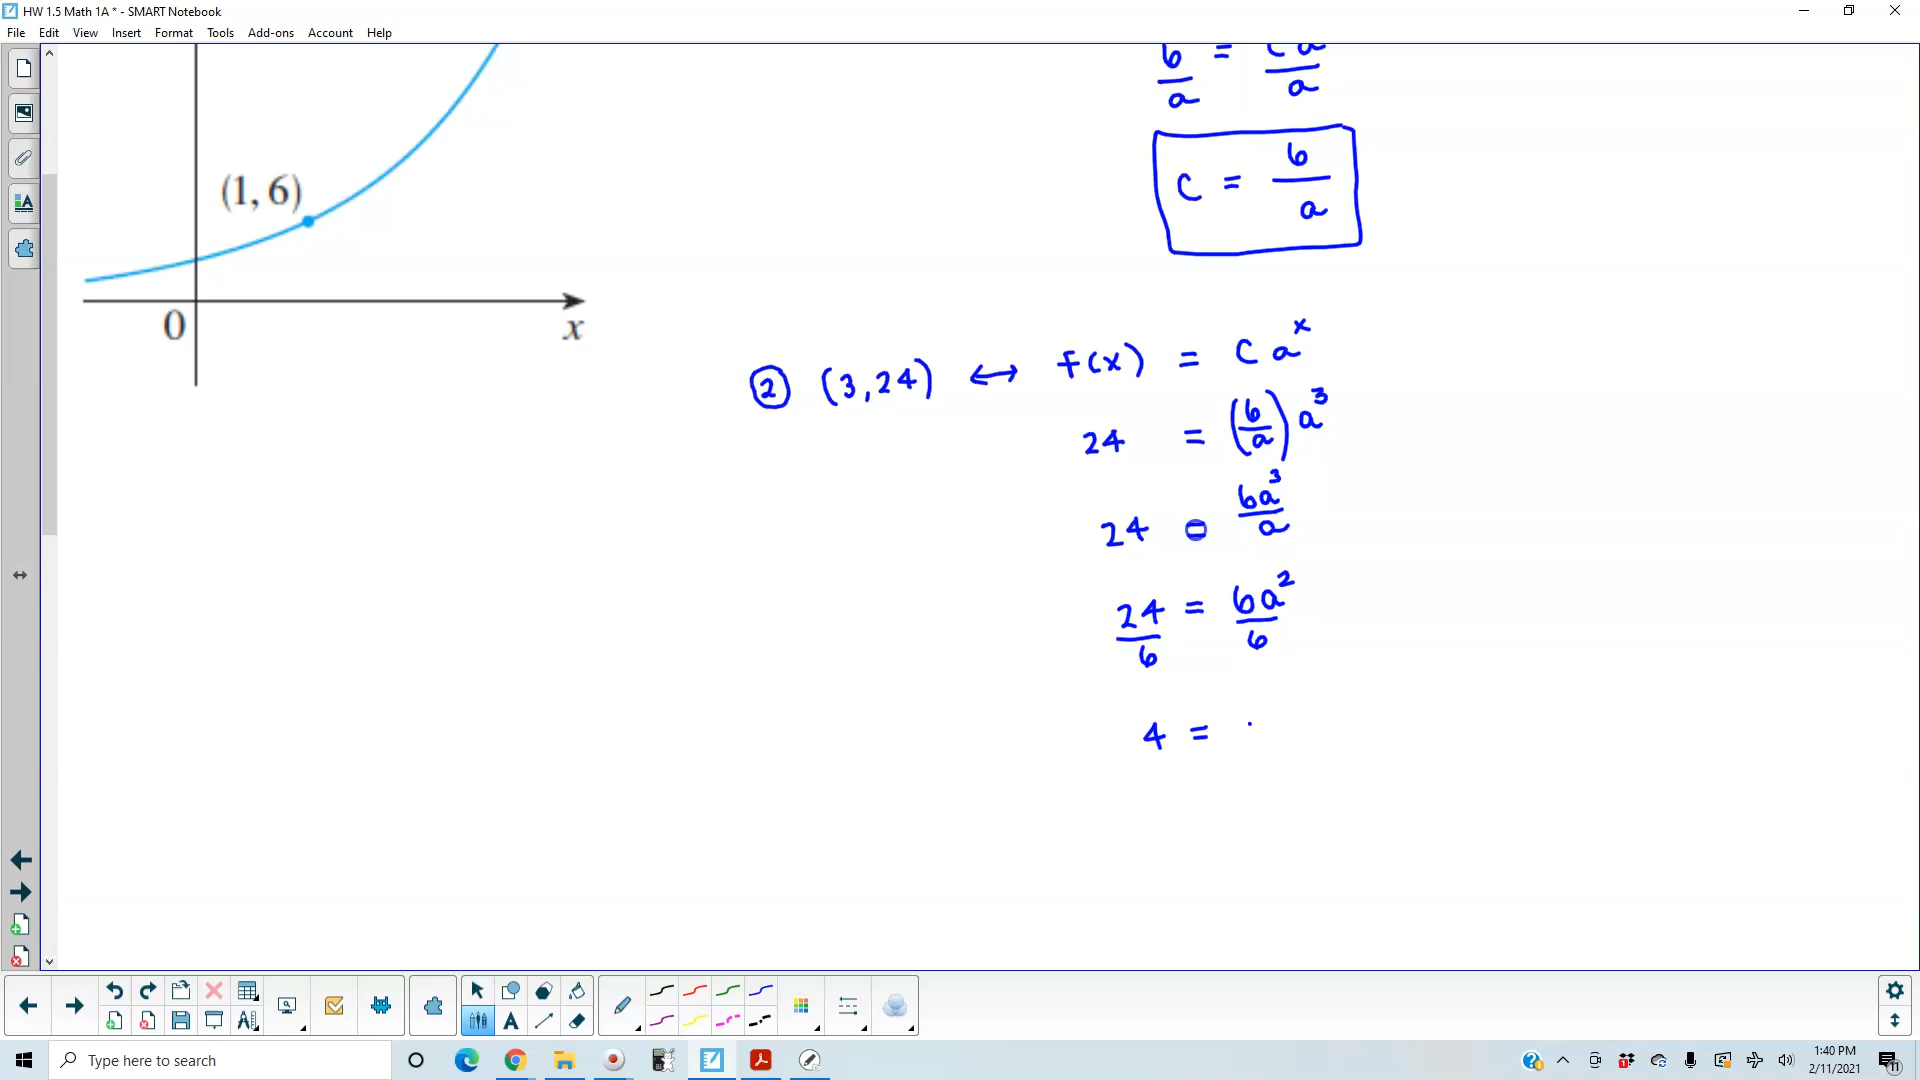 HW 1.5 Math 1A * - SMART Notebook
File Edit View Insert Format Tools Add-ons Account Help
6/a = ca/a
c = 6/a
(1, 6)
0
x
② (3,24) ↔ f(x) = C a^x
24 = (6/a) a^3
24 = 6a^3/a
24/6 = 6a^2/6
4 =
Type here to search
1:40 PM
2/11/2021
11